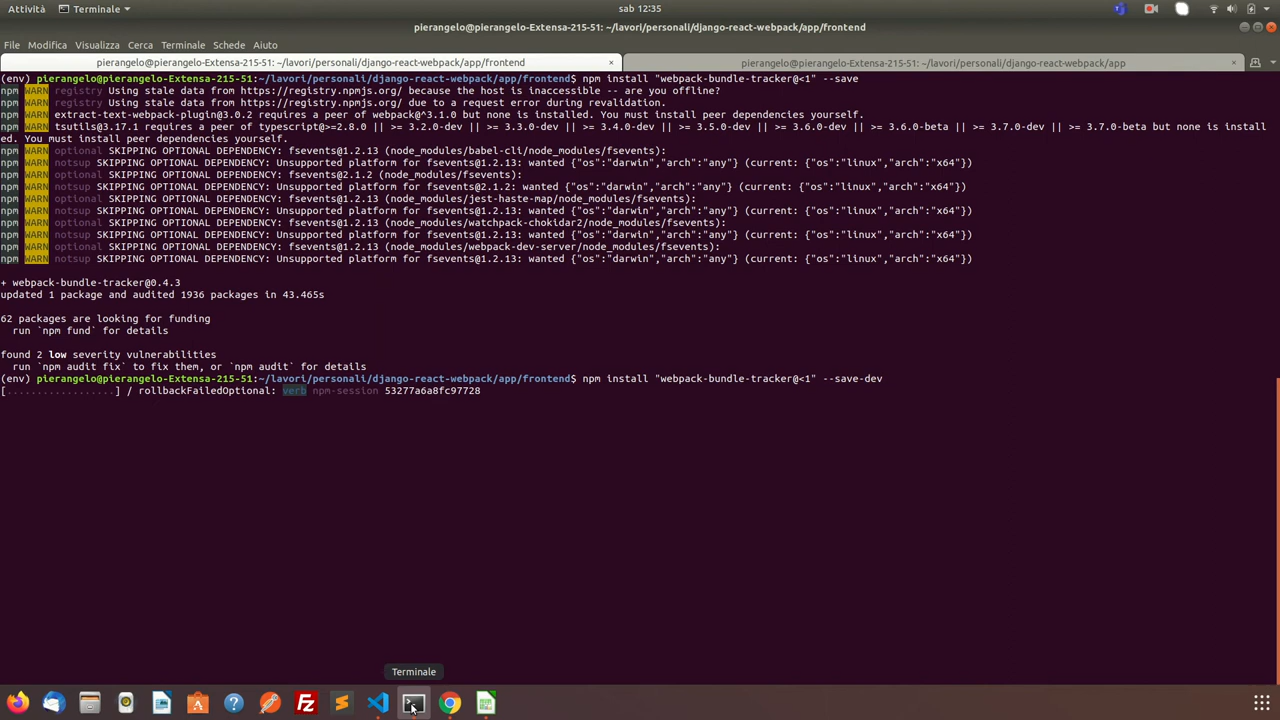 Attività
Terminale
sab 12:35
pierangelo@pierangelo-Extensa-215-51: ~/lavori/personali/django-react-webpack/app/frontend
File Modifica Visualizza Cerca Terminale Schede Aiuto
pierangelo@pierangelo-Extensa-215-51: ~/lavori/personali/django-react-webpack/app/frontend ×
pierangelo@pierangelo-Extensa-215-51: ~/lavori/personali/django-react-webpack/app ×
(env) pierangelo@pierangelo-Extensa-215-51:~/lavori/personali/django-react-webpack/app/frontend$ npm install "webpack-bundle-tracker@<1" --save
npm WARN registry Using stale data from https://registry.npmjs.org/ because the host is inaccessible -- are you offline?
npm WARN registry Using stale data from https://registry.npmjs.org/ due to a request error during revalidation.
npm WARN extract-text-webpack-plugin@3.0.2 requires a peer of webpack@^3.1.0 but none is installed. You must install peer dependencies yourself.
npm WARN tsutils@3.17.1 requires a peer of typescript@>=2.8.0 || >= 3.2.0-dev || >= 3.3.0-dev || >= 3.4.0-dev || >= 3.5.0-dev || >= 3.6.0-dev || >= 3.6.0-beta || >= 3.7.0-dev || >= 3.7.0-beta but none is install
ed. You must install peer dependencies yourself.
npm WARN optional SKIPPING OPTIONAL DEPENDENCY: fsevents@1.2.13 (node_modules/babel-cli/node_modules/fsevents):
npm WARN notsup SKIPPING OPTIONAL DEPENDENCY: Unsupported platform for fsevents@1.2.13: wanted {"os":"darwin","arch":"any"} (current: {"os":"linux","arch":"x64"})
npm WARN optional SKIPPING OPTIONAL DEPENDENCY: fsevents@2.1.2 (node_modules/fsevents):
npm WARN notsup SKIPPING OPTIONAL DEPENDENCY: Unsupported platform for fsevents@2.1.2: wanted {"os":"darwin","arch":"any"} (current: {"os":"linux","arch":"x64"})
npm WARN optional SKIPPING OPTIONAL DEPENDENCY: fsevents@1.2.13 (node_modules/jest-haste-map/node_modules/fsevents):
npm WARN notsup SKIPPING OPTIONAL DEPENDENCY: Unsupported platform for fsevents@1.2.13: wanted {"os":"darwin","arch":"any"} (current: {"os":"linux","arch":"x64"})
npm WARN optional SKIPPING OPTIONAL DEPENDENCY: fsevents@1.2.13 (node_modules/watchpack-chokidar2/node_modules/fsevents):
npm WARN notsup SKIPPING OPTIONAL DEPENDENCY: Unsupported platform for fsevents@1.2.13: wanted {"os":"darwin","arch":"any"} (current: {"os":"linux","arch":"x64"})
npm WARN optional SKIPPING OPTIONAL DEPENDENCY: fsevents@1.2.13 (node_modules/webpack-dev-server/node_modules/fsevents):
npm WARN notsup SKIPPING OPTIONAL DEPENDENCY: Unsupported platform for fsevents@1.2.13: wanted {"os":"darwin","arch":"any"} (current: {"os":"linux","arch":"x64"})
+ webpack-bundle-tracker@0.4.3
updated 1 package and audited 1936 packages in 43.465s
62 packages are looking for funding
run `npm fund` for details
found 2 low severity vulnerabilities
run `npm audit fix` to fix them, or `npm audit` for details
(env) pierangelo@pierangelo-Extensa-215-51:~/lavori/personali/django-react-webpack/app/frontend$ npm install "webpack-bundle-tracker@<1" --save-dev
[..................] / rollbackFailedOptional: verb npm-session 53277a6a8fc97728
Terminale